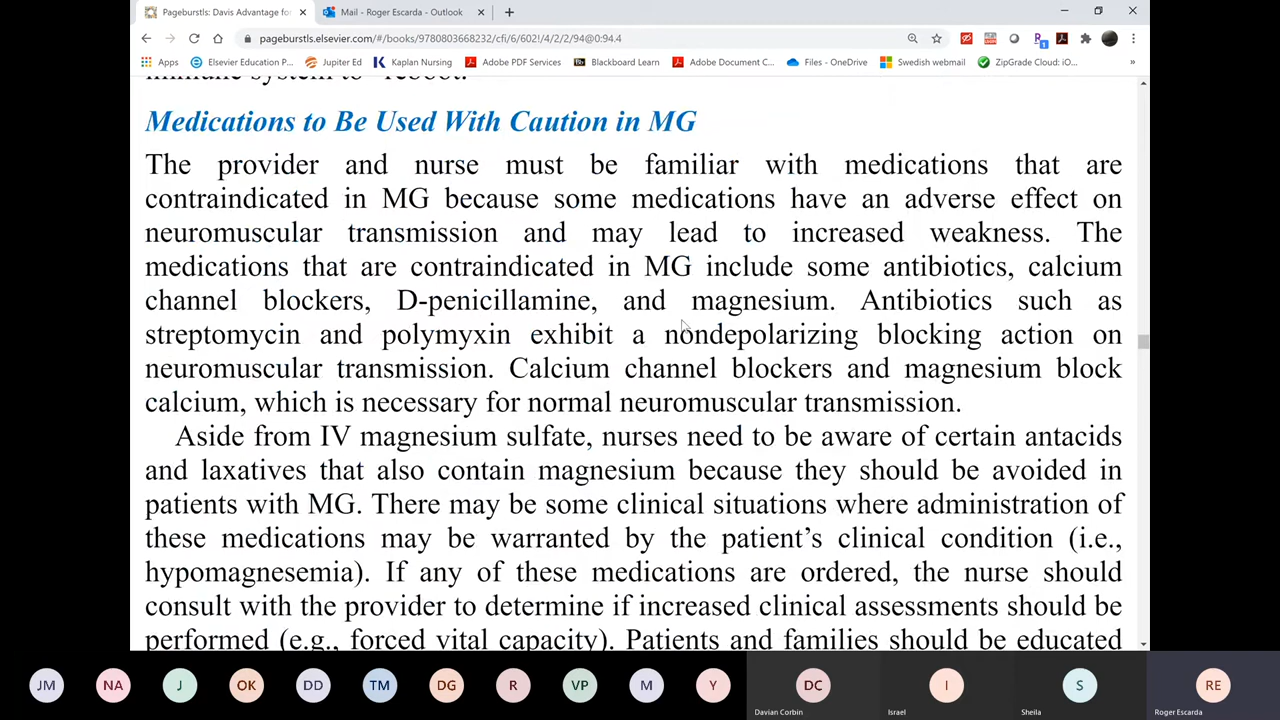 Pageburstls: Davis Advantage for
Mail - Roger Escarda - Outlook
pageburstls.elsevier.com/#/books/9780803668232/cfi/6/602!/4/2/2/94@0:94.4
Apps
Elsevier Education P...
Jupiter Ed
Kaplan Nursing
Adobe PDF Services
Blackboard Learn
Adobe Document C...
Files - OneDrive
Swedish webmail
ZipGrade Cloud: iO...
immune system to "reboot."
Medications to Be Used With Caution in MG
The provider and nurse must be familiar with medications that are
contraindicated in MG because some medications have an adverse effect on
neuromuscular transmission and may lead to increased weakness. The
medications that are contraindicated in MG include some antibiotics, calcium
channel blockers, D-penicillamine, and magnesium. Antibiotics such as
streptomycin and polymyxin exhibit a nondepolarizing blocking action on
neuromuscular transmission. Calcium channel blockers and magnesium block
calcium, which is necessary for normal neuromuscular transmission.
Aside from IV magnesium sulfate, nurses need to be aware of certain antacids
and laxatives that also contain magnesium because they should be avoided in
patients with MG. There may be some clinical situations where administration of
these medications may be warranted by the patient's clinical condition (i.e.,
hypomagnesemia). If any of these medications are ordered, the nurse should
consult with the provider to determine if increased clinical assessments should be
performed (e.g., forced vital capacity). Patients and families should be educated
JM
NA
J
OK
DD
TM
DG
R
VP
M
Y
DC
Davian Corbin
I
Israel
S
Sheila
RE
Roger Escarda